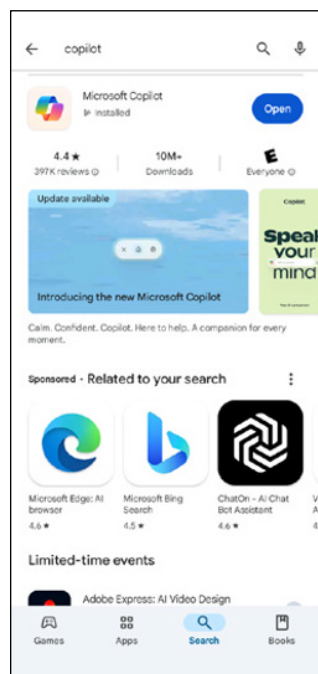 copilot
Microsoft Copilot
Installed
Open
4.4★
397K reviews
10M+
Downloads
E
Everyone
Update available
Introducing the new Microsoft Copilot
Copilot
Speak
your
mind
Calm. Confident. Copilot. Here to help. A companion for every
moment.
Sponsored · Related to your search
Microsoft Edge: AI
browser
4.6★
Microsoft Bing
Search
4.5★
ChatOn - AI Chat
Bot Assistant
4.6★
V
A
Limited-time events
Adobe Express: AI Video Design
Games
Apps
Search
Books